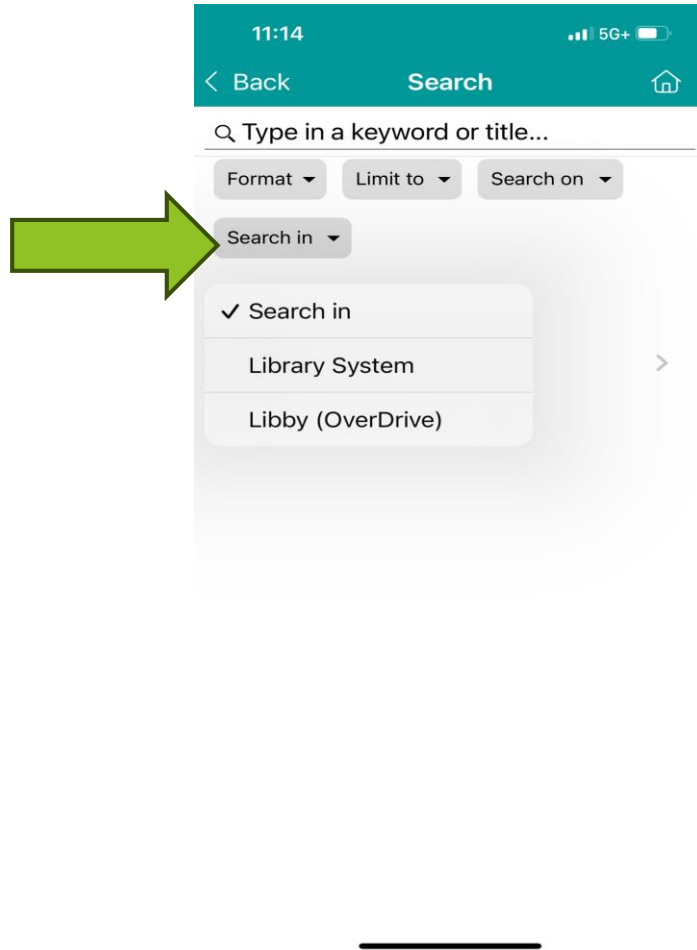 11:14 5G+
Back Search
Type in a keyword or title...
Format Limit to Search on
Search in
✓ Search in
Library System
Libby (OverDrive)